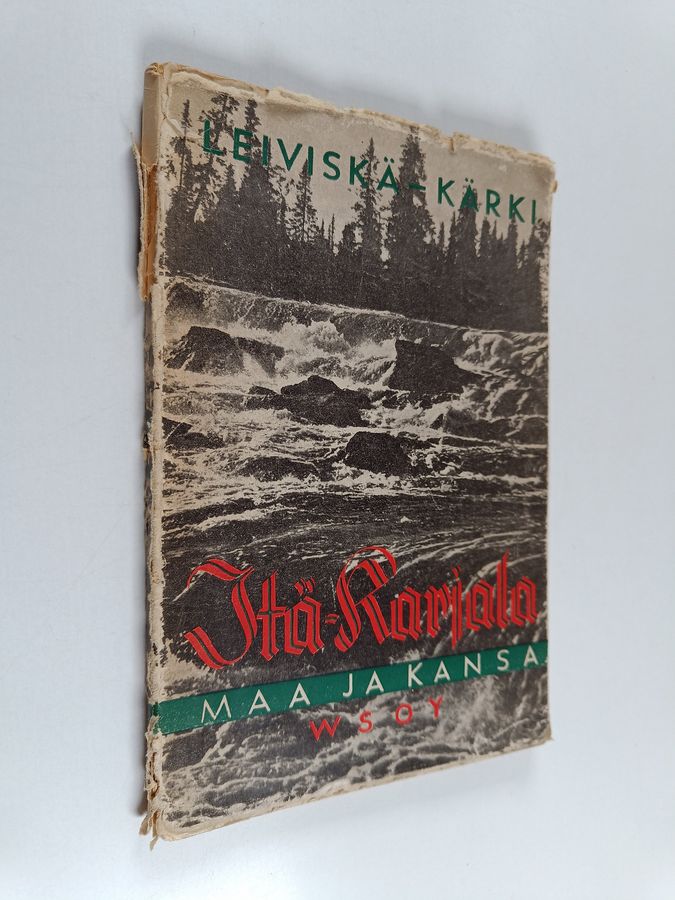 LEIVISKÄ-KÄRKI
Itä-Karjala
MAA JA KANSA
WSOY